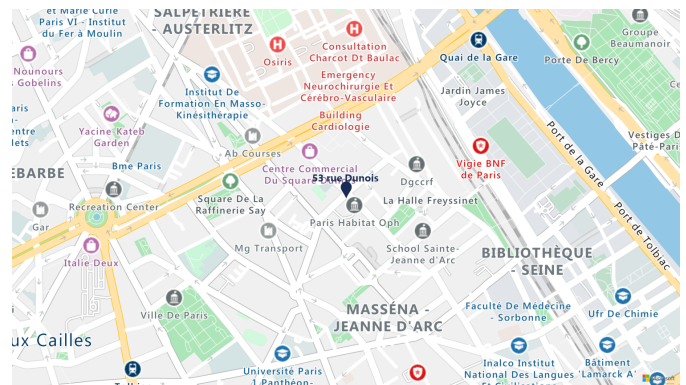 et Marie Curie
Paris VI - Institut
du Fer à Moulin
SALPÊTRIÈRE
- AUSTERLITZ
Osiris
Consultation
Charcot Dt Baulac
Quai de la Gare
Groupe
Beaumanoir
Porte De Bercy
Nounours
s Gobelins
Institut De
Formation En Masso-
Kinésithérapie
Emergency
Neurochirurgie Et
Cérébro-Vasculaire
Building
Cardiologie
Jardin James
Joyce
Port de la Gare
Vestiges D
Pâté-Pari
Yacine-Kateb
Garden
aris
entre
lets
Ab Courses
Bme Paris
Centre Commercial
53 rue Dunois
Dgccrf
Vigie BNF
de Paris
EBARBE
Recreation Center
Square De La
Raffinerie Say
La Halle Freyssinet
Paris Habitat Oph
Port de Tolbiac
Gar
Italie Deux
Mg Transport
School Sainte-
Jeanne d'Arc
BIBLIOTHÈQUE
- SEINE
Ville De Paris
MASSÉNA -
JEANNE D'ARC
Faculté De Médecine
- Sorbonne
Ufr De Chimie
ux Cailles
Université Paris
1 Panthéon-
Inalco Institut
National Des Langues
Bâtiment
'Lamarck A'